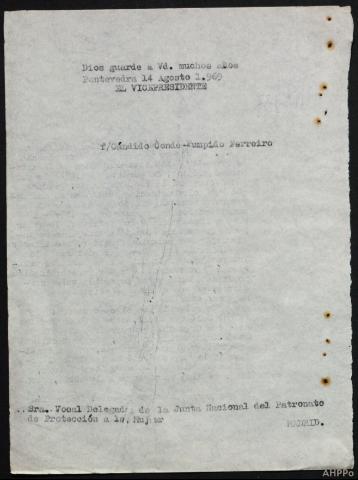 Dios guarde a Vd. muchos años
Pontevedra 14 Agosto 1.969
EL VICEPRESIDENTE
f/Cándido Conde-Pumpido Ferreiro
Sra. Vocal Delegada de la Junta Nacional del Patronato
de Protección a la Mujer MADRID.
AHPPo